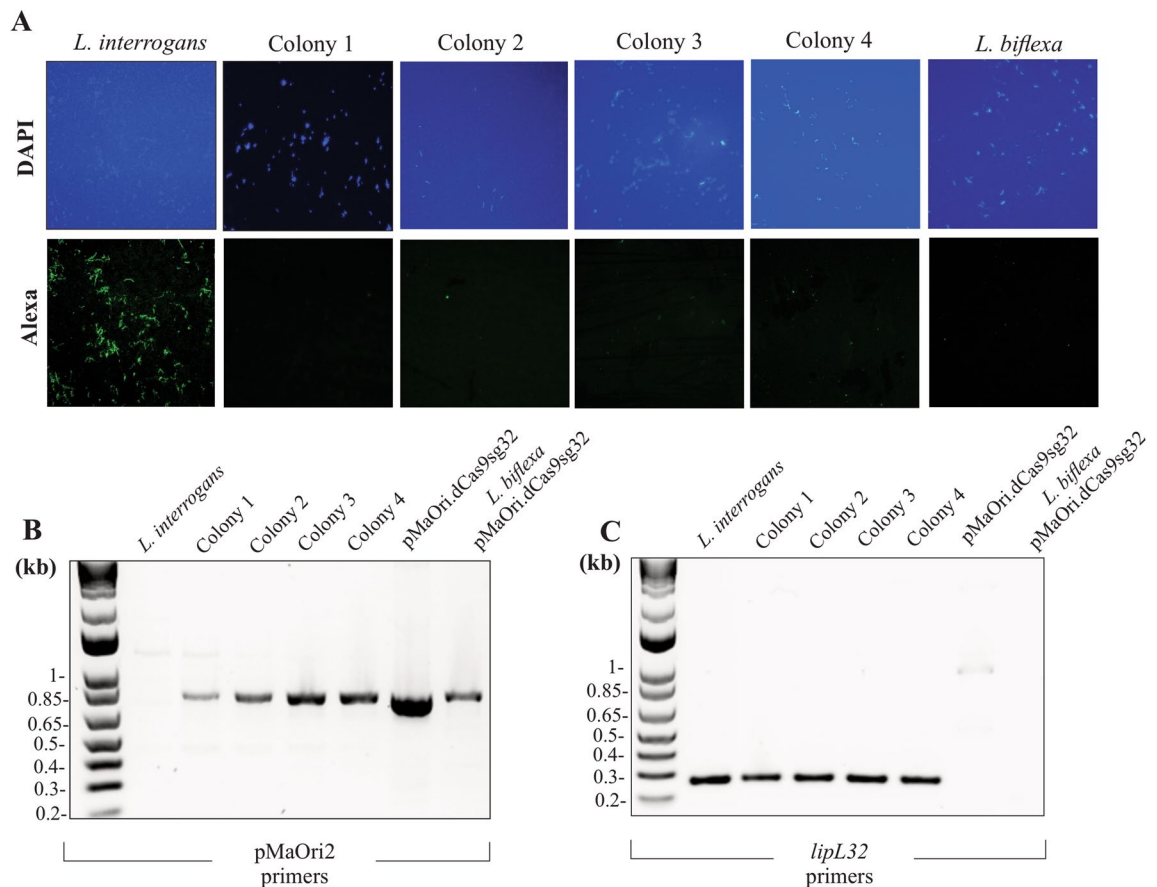 A
L. interrogans Colony 1 Colony 2 Colony 3 Colony 4 L. biflexa
DAPI
Alexa
B
(kb)
L. interrogans
Colony 1
Colony 2
Colony 3
Colony 4
pMaOri.dCas9sg32
L. biflexa
pMaOri.dCas9sg32
1-
0.85-
0.65-
0.5-
0.4-
0.3-
0.2-
pMaOri2
primers
C
(kb)
L. interrogans
Colony 1
Colony 2
Colony 3
Colony 4
pMaOri.dCas9sg32
L. biflexa
pMaOri.dCas9sg32
1-
0.85-
0.65-
0.5-
0.4-
0.3-
0.2-
lipL32
primers